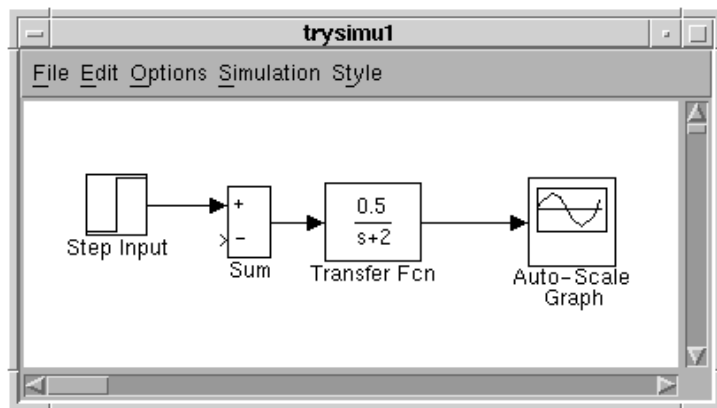 trysimu1
File Edit Options Simulation Style
Step Input
+
−
Sum
0.5
s+2
Transfer Fcn
Auto-Scale
Graph